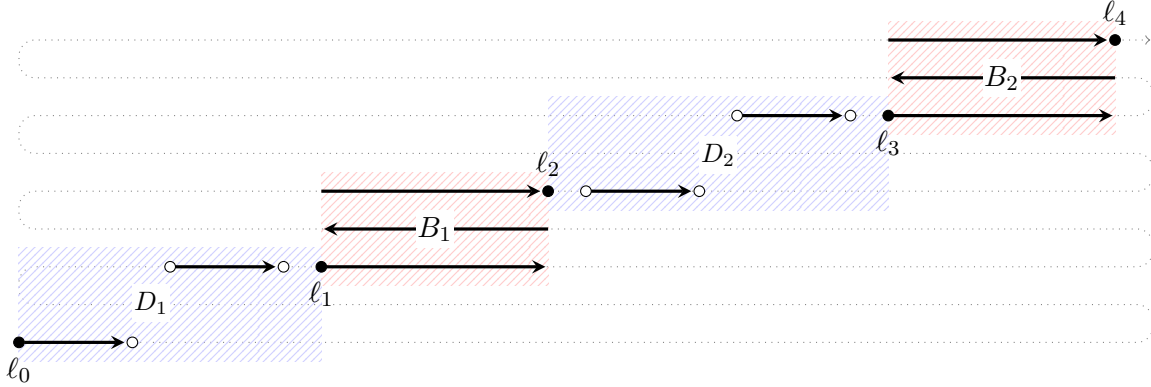 ℓ₄
B₂
ℓ₃
D₂
ℓ₂
B₁
ℓ₁
D₁
ℓ₀